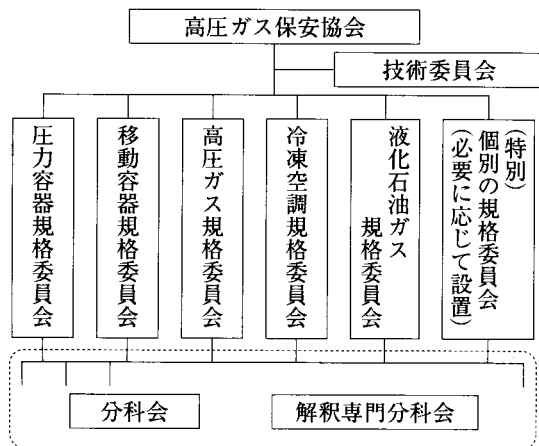 高圧ガス保安協会
技術委員会
圧力容器規格委員会
移動容器規格委員会
高圧ガス規格委員会
冷凍空調規格委員会
液化石油ガス
規格委員会
(特別)
個別の規格委員会
(必要に応じて設置)
分科会
解釈専門分科会